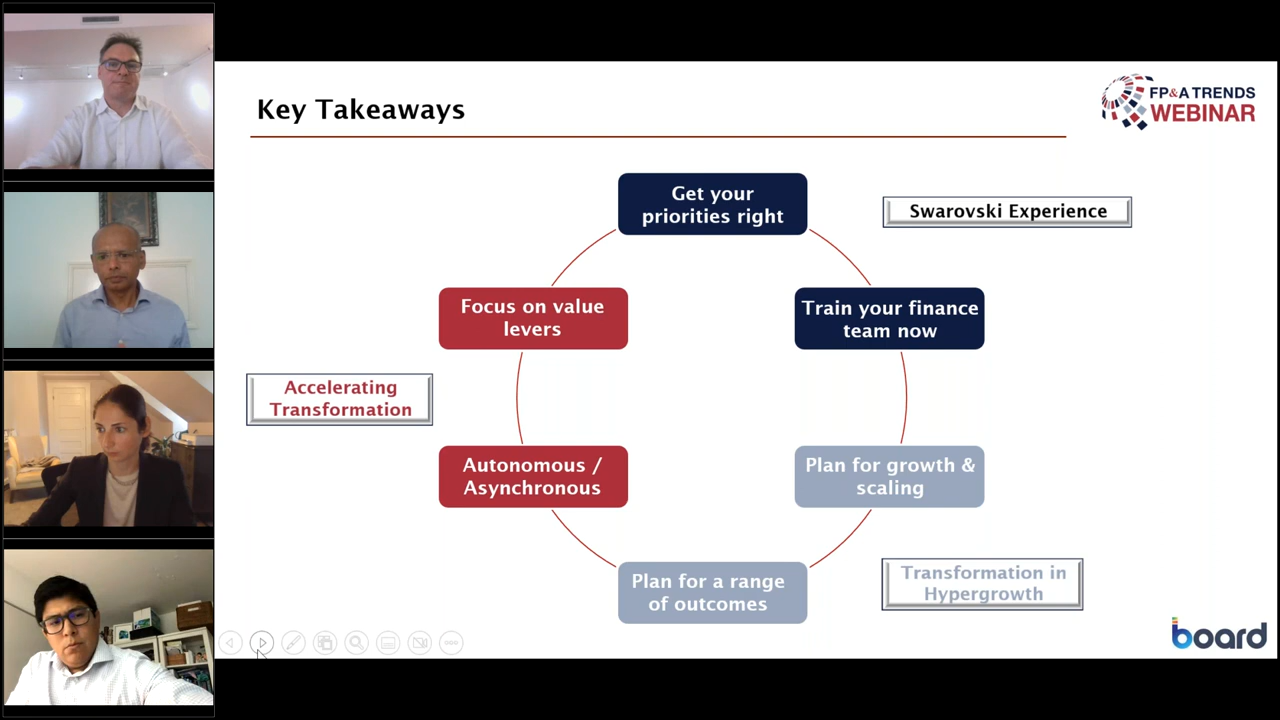 Key Takeaways
FP&A TRENDS
WEBINAR
Get your
priorities right
Swarovski Experience
Focus on value
levers
Train your finance
team now
Accelerating
Transformation
Autonomous /
Asynchronous
Plan for growth &
scaling
Plan for a range
of outcomes
Transformation in
Hypergrowth
board